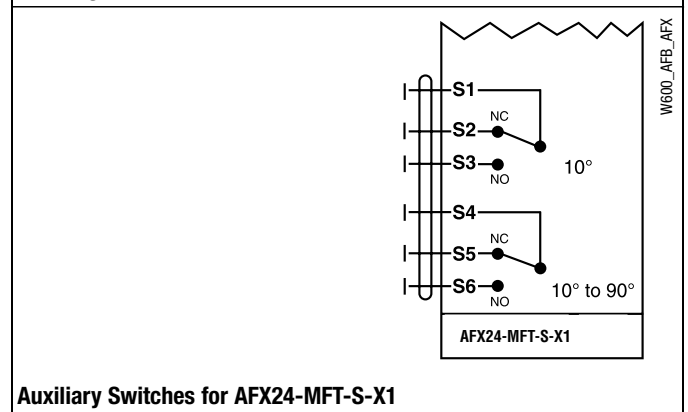 W600_AFB_AFX
S1
NC
S2
S3
NO
10°
S4
NC
S5
S6
NO
10° to 90°
AFX24-MFT-S-X1
Auxiliary Switches for AFX24-MFT-S-X1